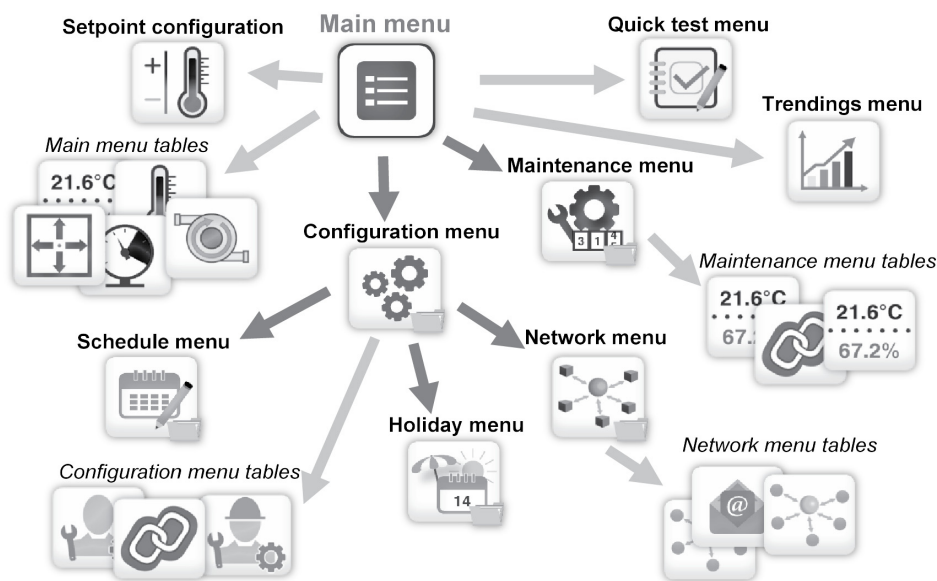 Main menu
Setpoint configuration
Quick test menu
Trendings menu
Main menu tables
21.6°C
Maintenance menu
3 1 4
Configuration menu
Maintenance menu tables
21.6°C
67.2
21.6°C
67.2%
Schedule menu
Network menu
Holiday menu
14
Configuration menu tables
Network menu tables
@